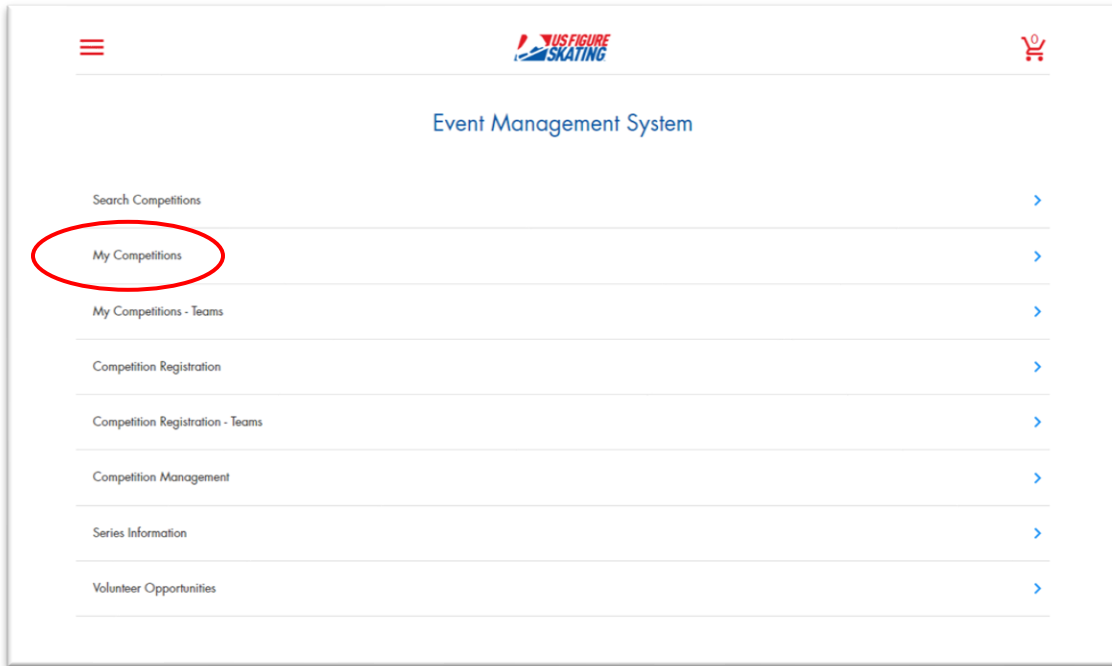 US FIGURE
SKATING
0
Event Management System
Search Competitions
My Competitions
My Competitions - Teams
Competition Registration
Competition Registration - Teams
Competition Management
Series Information
Volunteer Opportunities